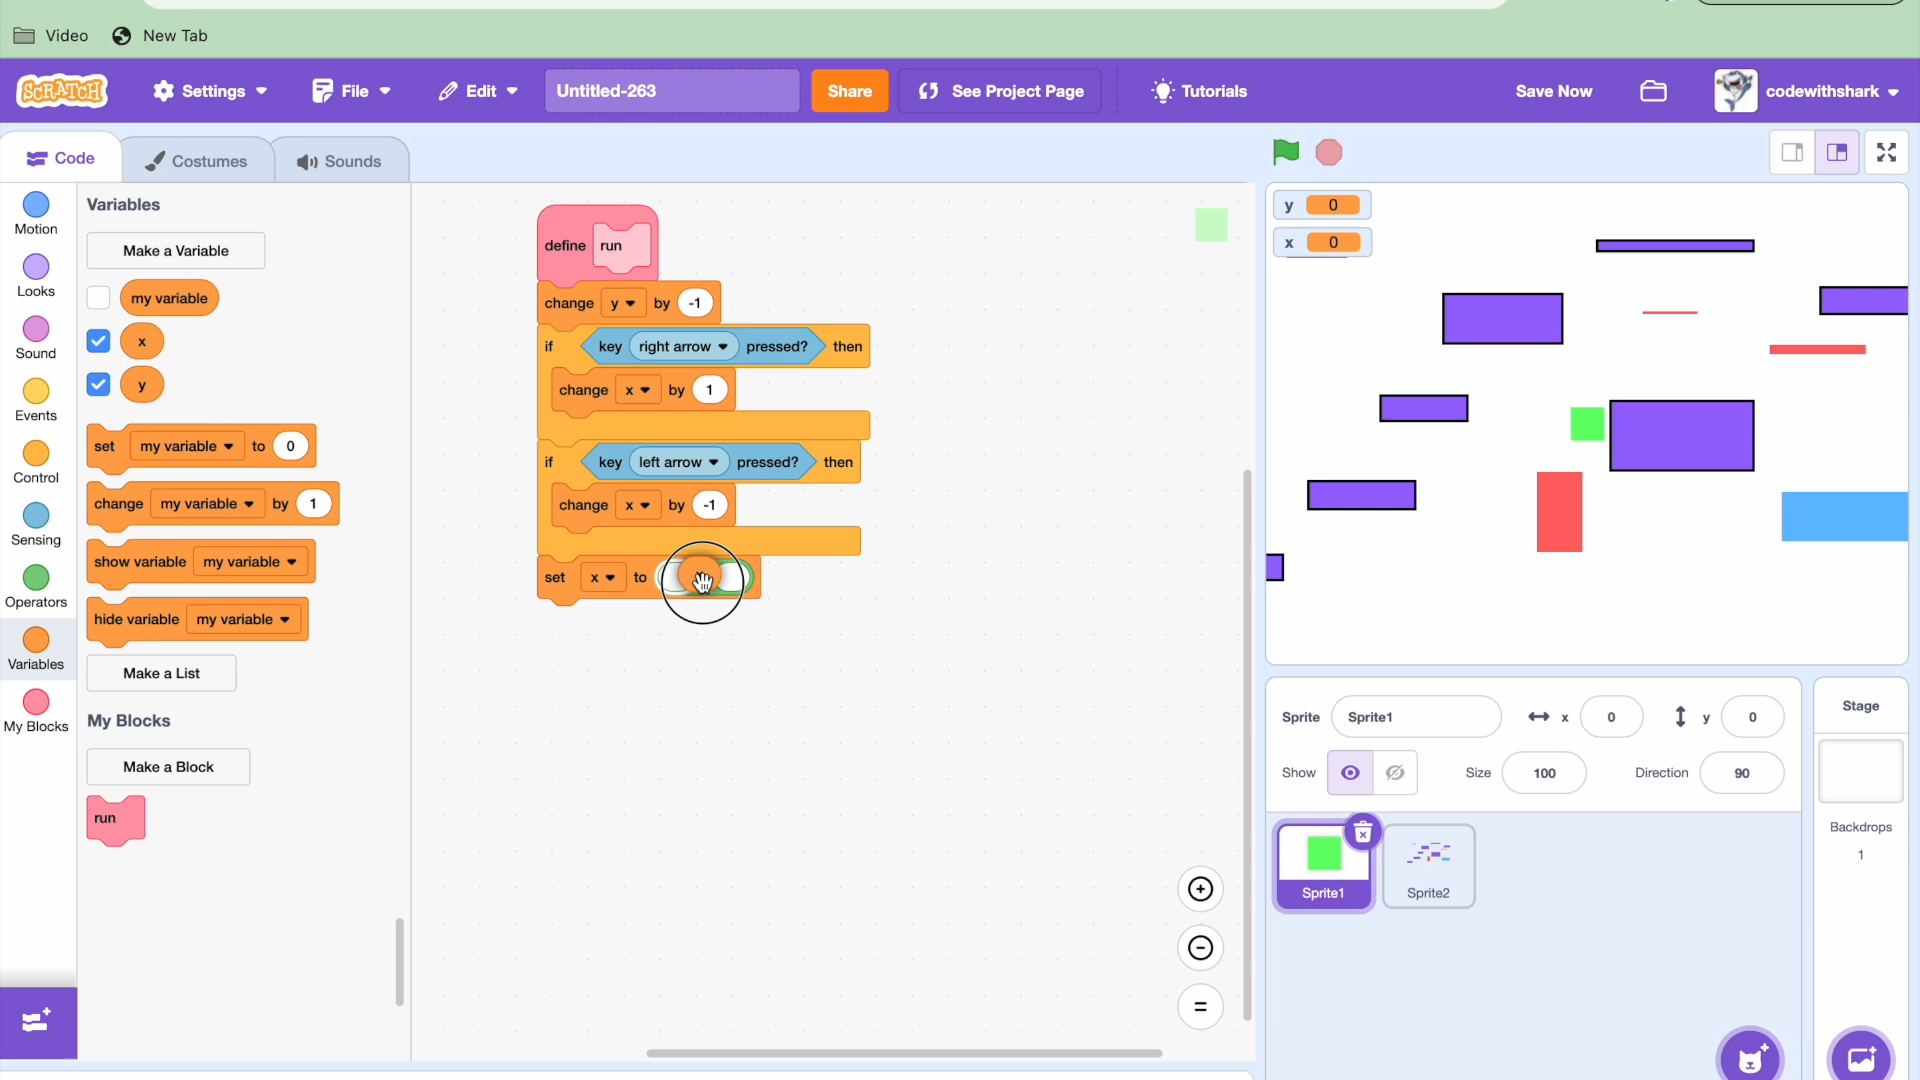 Video
New Tab
SCRATCH
Settings
File
Edit
Untitled-263
Share
See Project Page
Tutorials
Save Now
codewithshark
Code
Costumes
Sounds
Motion
Looks
Sound
Events
Control
Sensing
Operators
Variables
My Blocks
Variables
Make a Variable
my variable
x
y
set my variable to 0
change my variable by 1
show variable my variable
hide variable my variable
Make a List
My Blocks
Make a Block
run
define run
change y by -1
if key right arrow pressed? then
change x by 1
if key left arrow pressed? then
change x by -1
set x to
y 0
x 0
Sprite Sprite1 x 0 y 0
Show Size 100 Direction 90
Sprite1
Sprite2
Stage
Backdrops
1